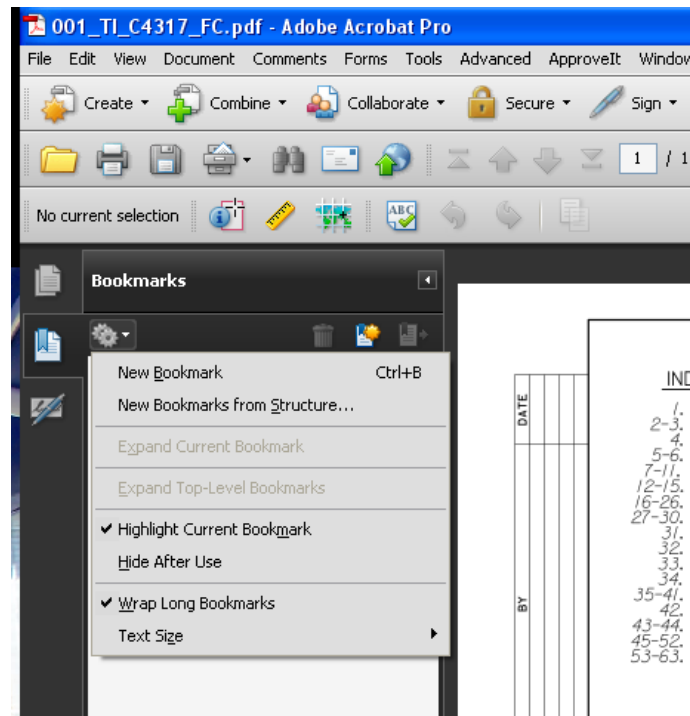 001_TI_C4317_FC.pdf - Adobe Acrobat Pro
File Edit View Document Comments Forms Tools Advanced ApproveIt Window
Create Combine Collaborate Secure Sign
1 / 1
No current selection
ABC
Bookmarks
New Bookmark Ctrl+B
New Bookmarks from Structure...
Expand Current Bookmark
Expand Top-Level Bookmarks
Highlight Current Bookmark
Hide After Use
Wrap Long Bookmarks
Text Size
DATE
BY
IND
1.
2-3.
4.
5-6.
7-11.
12-15.
16-26.
27-30.
31.
32.
33.
34.
35-41.
42.
43-44.
45-52.
53-63.